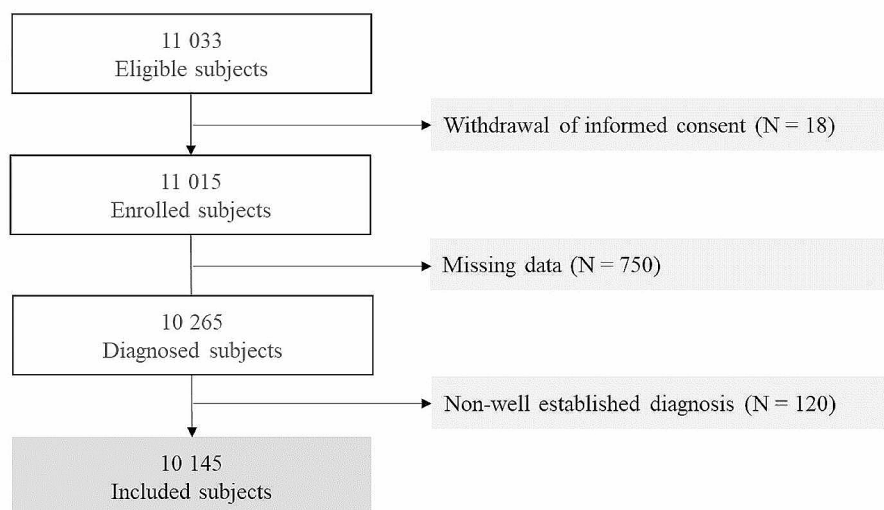 11 033
Eligible subjects
Withdrawal of informed consent (N = 18)
11 015
Enrolled subjects
Missing data (N = 750)
10 265
Diagnosed subjects
Non-well established diagnosis (N = 120)
10 145
Included subjects